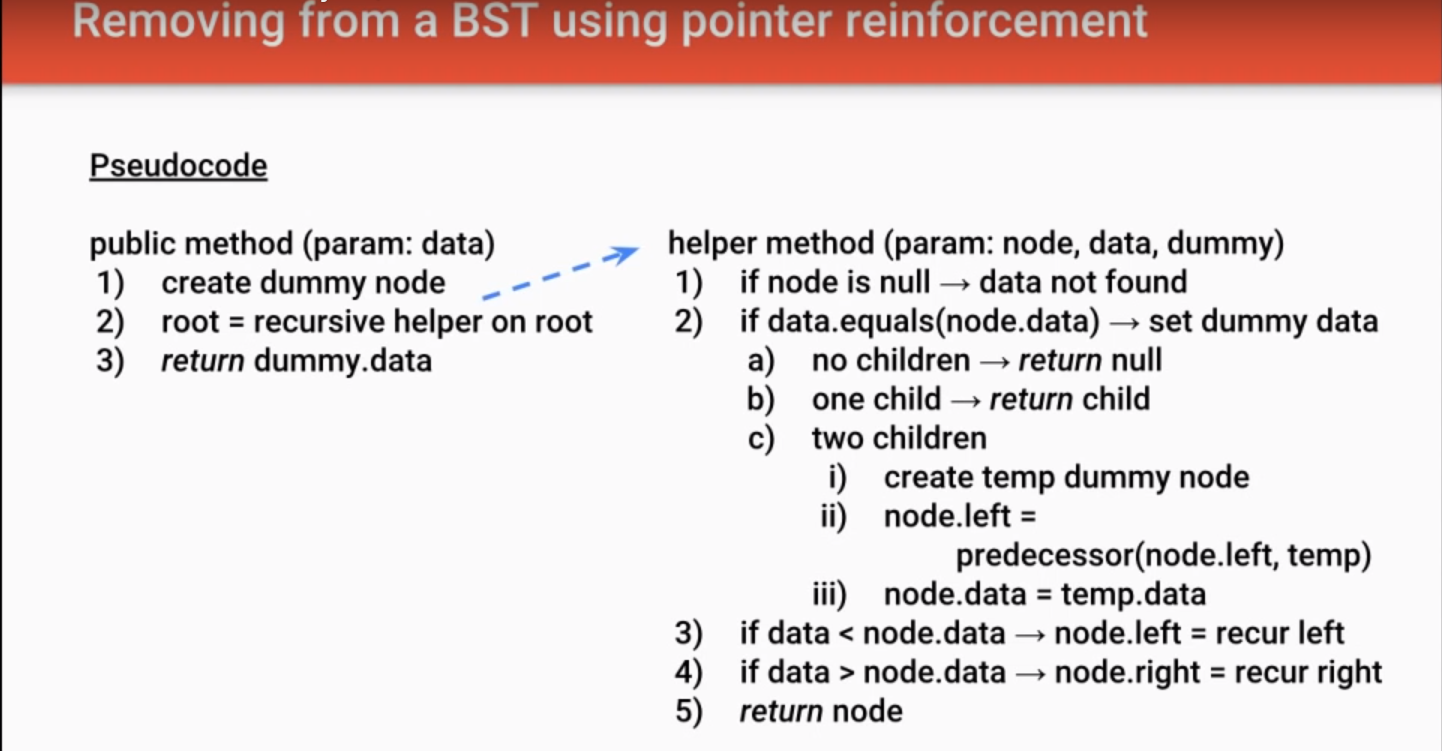 Removing from a BST using pointer reinforcement
Pseudocode
public method (param: data)
1) create dummy node
2) root = recursive helper on root
3) return dummy.data
helper method (param: node, data, dummy)
1) if node is null → data not found
2) if data.equals(node.data) → set dummy data
a) no children → return null
b) one child → return child
c) two children
i) create temp dummy node
ii) node.left =
predecessor(node.left, temp)
iii) node.data = temp.data
3) if data < node.data → node.left = recur left
4) if data > node.data → node.right = recur right
5) return node